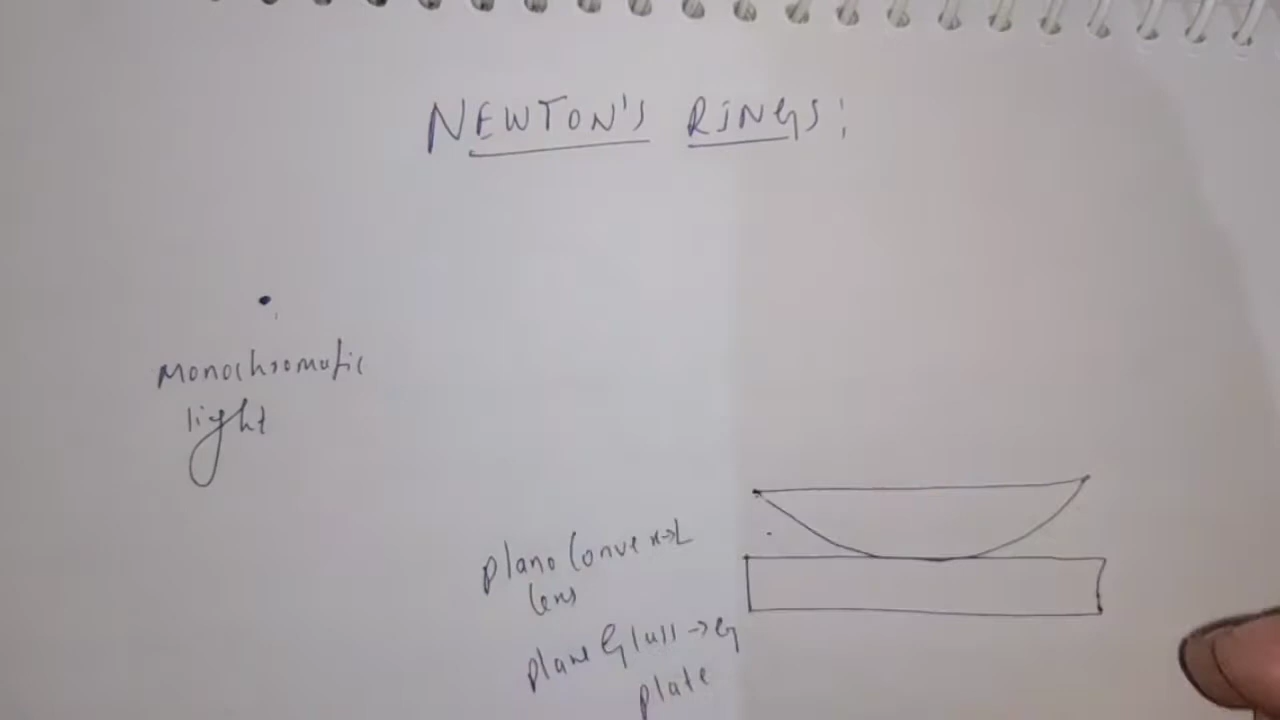 NEWTON'S RINGS:
Monochromatic
light
plano Convex→L
lens
plane Glass→G
plate